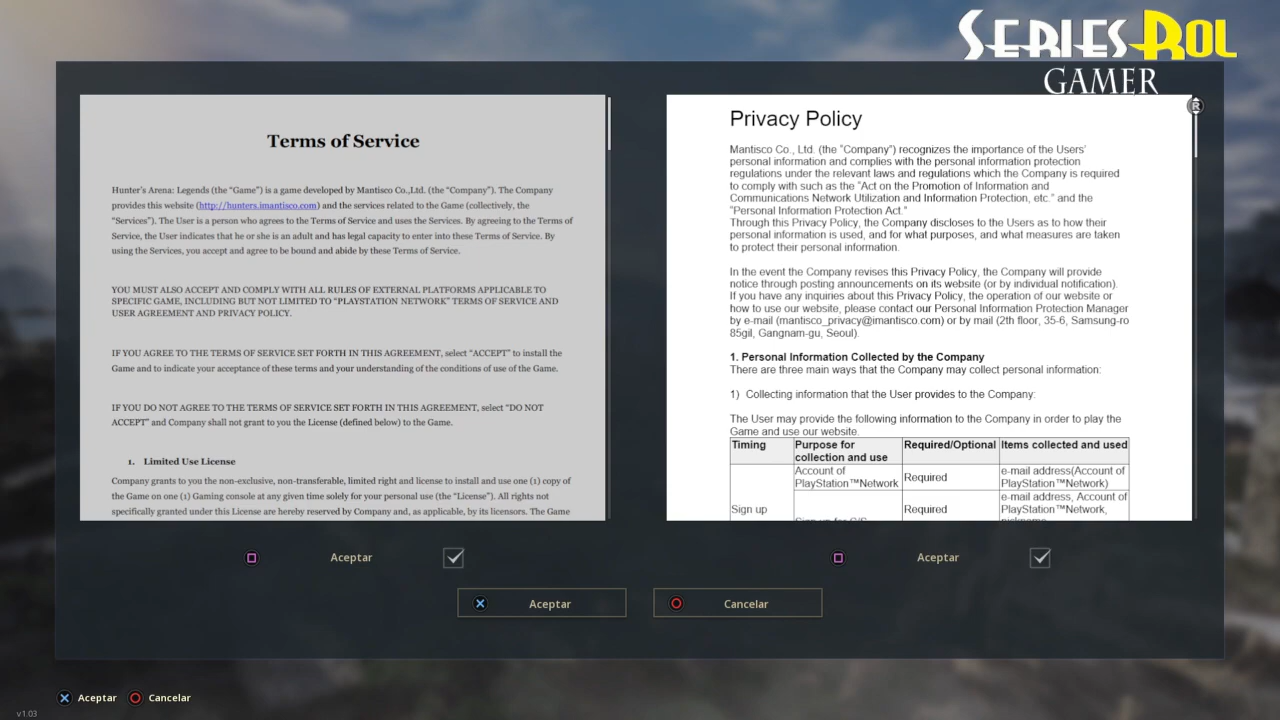 SERIES ROL
GAMER
Terms of Service
Hunter's Arena: Legends (the "Game") is a game developed by Mantisco Co.,Ltd. (the "Company"). The Company
provides this website (http://hunters.imantisco.com) and the services related to the Game (collectively, the
"Services"). The User is a person who agrees to the Terms of Service and uses the Services. By agreeing to the Terms of
Service, the User indicates that he or she is an adult and has legal capacity to enter into these Terms of Service. By
using the Services, you accept and agree to be bound and abide by these Terms of Service.
YOU MUST ALSO ACCEPT AND COMPLY WITH ALL RULES OF EXTERNAL PLATFORMS APPLICABLE TO
SPECIFIC GAME, INCLUDING BUT NOT LIMITED TO "PLAYSTATION NETWORK" TERMS OF SERVICE AND
USER AGREEMENT AND PRIVACY POLICY.
IF YOU AGREE TO THE TERMS OF SERVICE SET FORTH IN THIS AGREEMENT, select "ACCEPT" to install the
Game and to indicate your acceptance of these terms and your understanding of the conditions of use of the Game.
IF YOU DO NOT AGREE TO THE TERMS OF SERVICE SET FORTH IN THIS AGREEMENT, select "DO NOT
ACCEPT" and Company shall not grant to you the License (defined below) to the Game.
1. Limited Use License
Company grants to you the non-exclusive, non-transferable, limited right and license to install and use one (1) copy of
the Game on one (1) Gaming console at any given time solely for your personal use (the "License"). All rights not
specifically granted under this License are hereby reserved by Company and, as applicable, by its licensors. The Game
Aceptar
Privacy Policy
R
Mantisco Co., Ltd. (the "Company") recognizes the importance of the Users'
personal information and complies with the personal information protection
regulations under the relevant laws and regulations which the Company is required
to comply with such as the "Act on the Promotion of Information and
Communications Network Utilization and Information Protection, etc." and the
"Personal Information Protection Act."
Through this Privacy Policy, the Company discloses to the Users as to how their
personal information is used, and for what purposes, and what measures are taken
to protect their personal information.
In the event the Company revises this Privacy Policy, the Company will provide
notice through posting announcements on its website (or by individual notification).
If you have any inquiries about this Privacy Policy, the operation of our website or
how to use our website, please contact our Personal Information Protection Manager
by e-mail (mantisco_privacy@imantisco.com) or by mail (2th floor, 35-6, Samsung-ro
85gil, Gangnam-gu, Seoul).
1. Personal Information Collected by the Company
There are three main ways that the Company may collect personal information:
1) Collecting information that the User provides to the Company:
The User may provide the following information to the Company in order to play the
Game and use our website.
Timing Purpose for collection and use Required/Optional Items collected and used
Account of PlayStation™Network Required e-mail address(Account of PlayStation™Network)
Sign up Required e-mail address, Account of PlayStation™Network,
Aceptar
Aceptar Cancelar
Aceptar Cancelar
v1.03